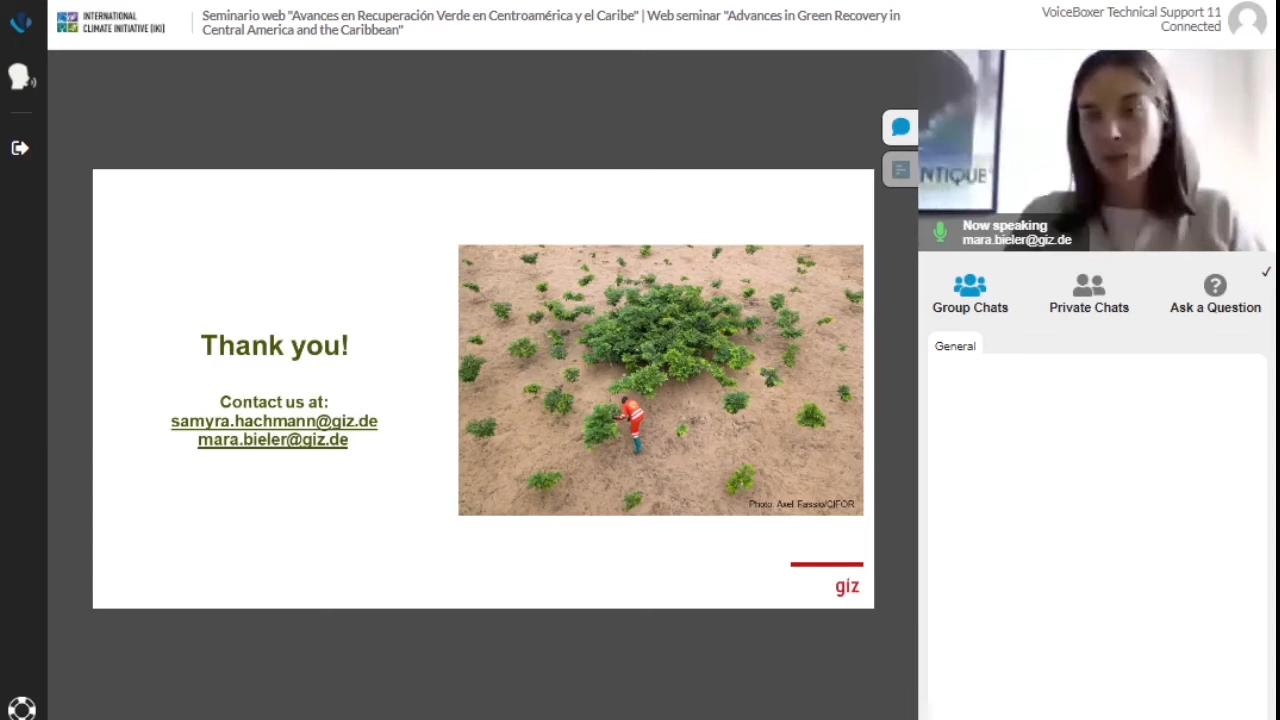 INTERNATIONAL
CLIMATE INITIATIVE (IKI)
Seminario web "Avances en Recuperación Verde en Centroamérica y el Caribe" | Web seminar "Advances in Green Recovery in
Central America and the Caribbean"
VoiceBoxer Technical Support 11
Connected
NTIQUE
Now speaking
mara.bieler@giz.de
Group Chats
Private Chats
Ask a Question
General
Thank you!
Contact us at:
samyra.hachmann@giz.de
mara.bieler@giz.de
Photo: Axel Fassio/CIFOR
giz